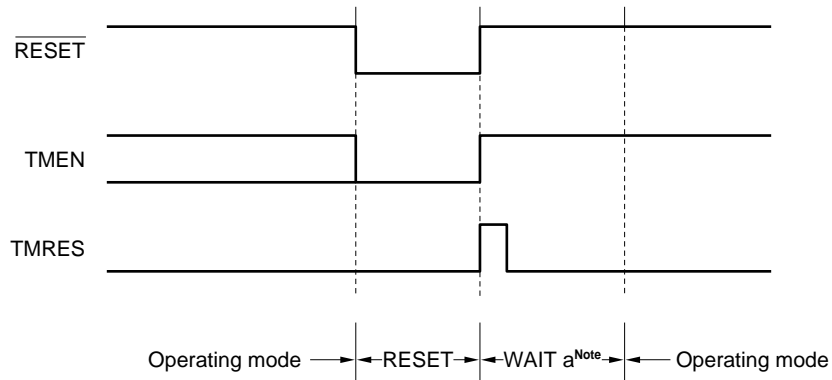 RESET
TMEN
TMRES
Operating mode RESET WAIT aNote Operating mode